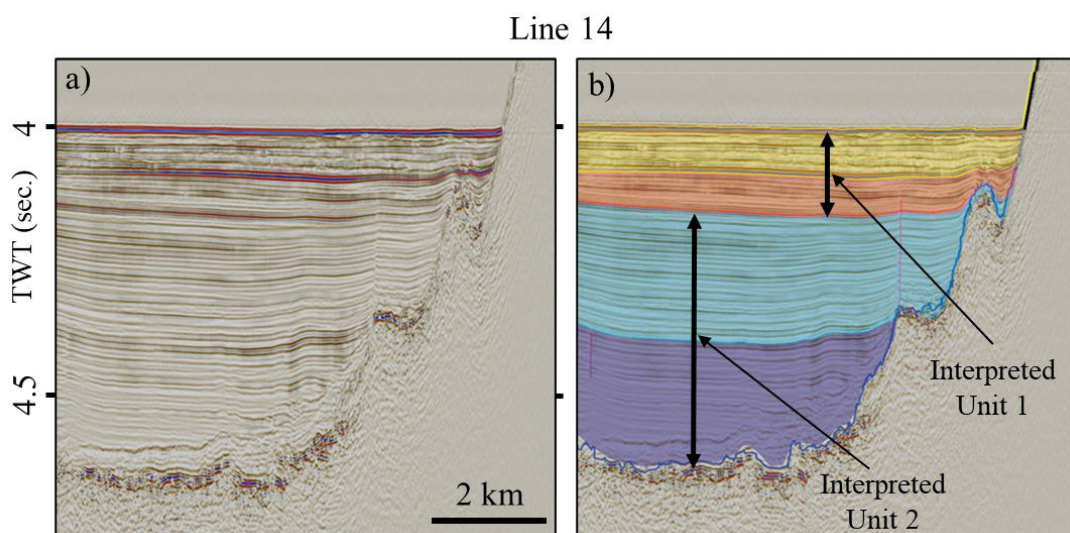 Line 14
a)
b)
4
TWT (sec.)
4.5
2 km
Interpreted
Unit 1
Interpreted
Unit 2